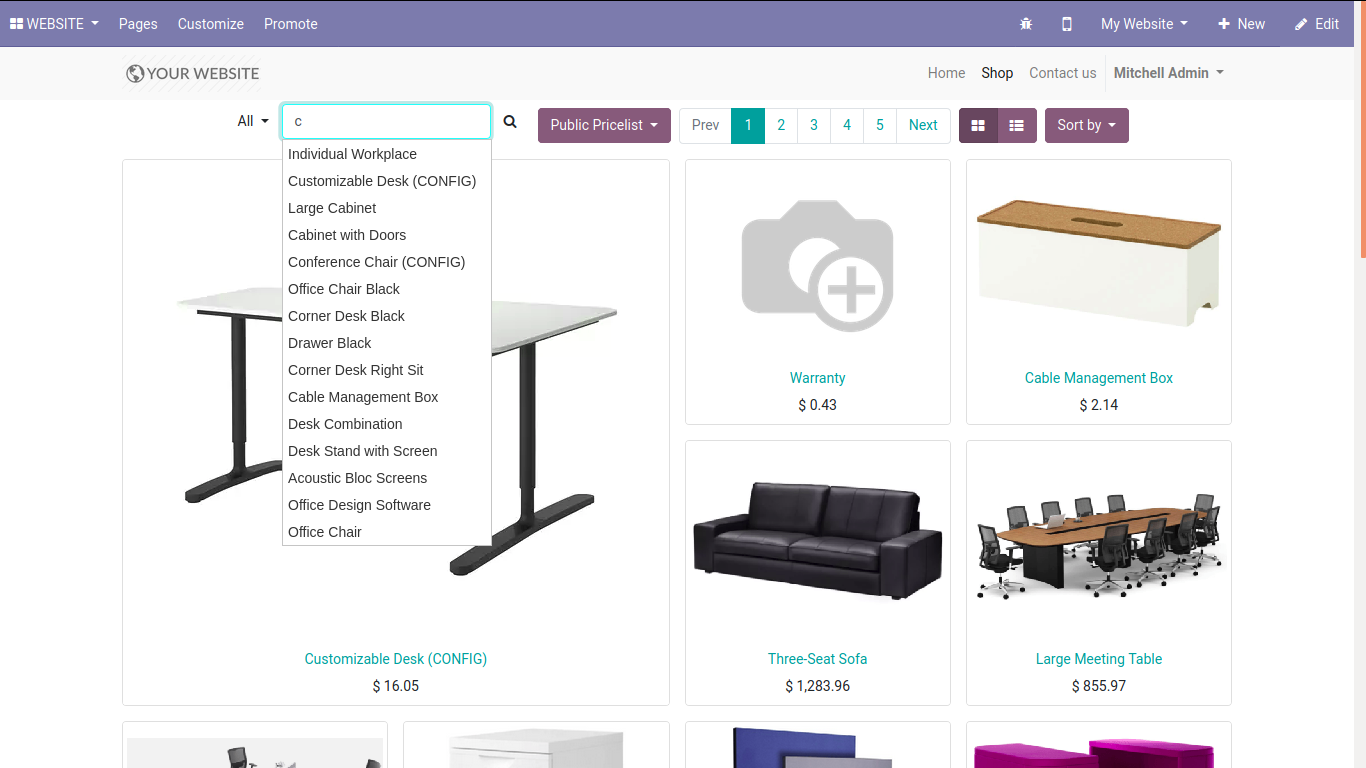 WEBSITE Pages Customize Promote My Website New Edit
YOUR WEBSITE Home Shop Contact us Mitchell Admin
All c Public Pricelist Prev 1 2 3 4 5 Next Sort by
Individual Workplace
Customizable Desk (CONFIG)
Large Cabinet
Cabinet with Doors
Conference Chair (CONFIG)
Office Chair Black
Corner Desk Black
Drawer Black
Corner Desk Right Sit
Cable Management Box
Desk Combination
Desk Stand with Screen
Acoustic Bloc Screens
Office Design Software
Office Chair
Warranty
$ 0.43
Cable Management Box
$ 2.14
Customizable Desk (CONFIG)
$ 16.05
Three-Seat Sofa
$ 1,283.96
Large Meeting Table
$ 855.97